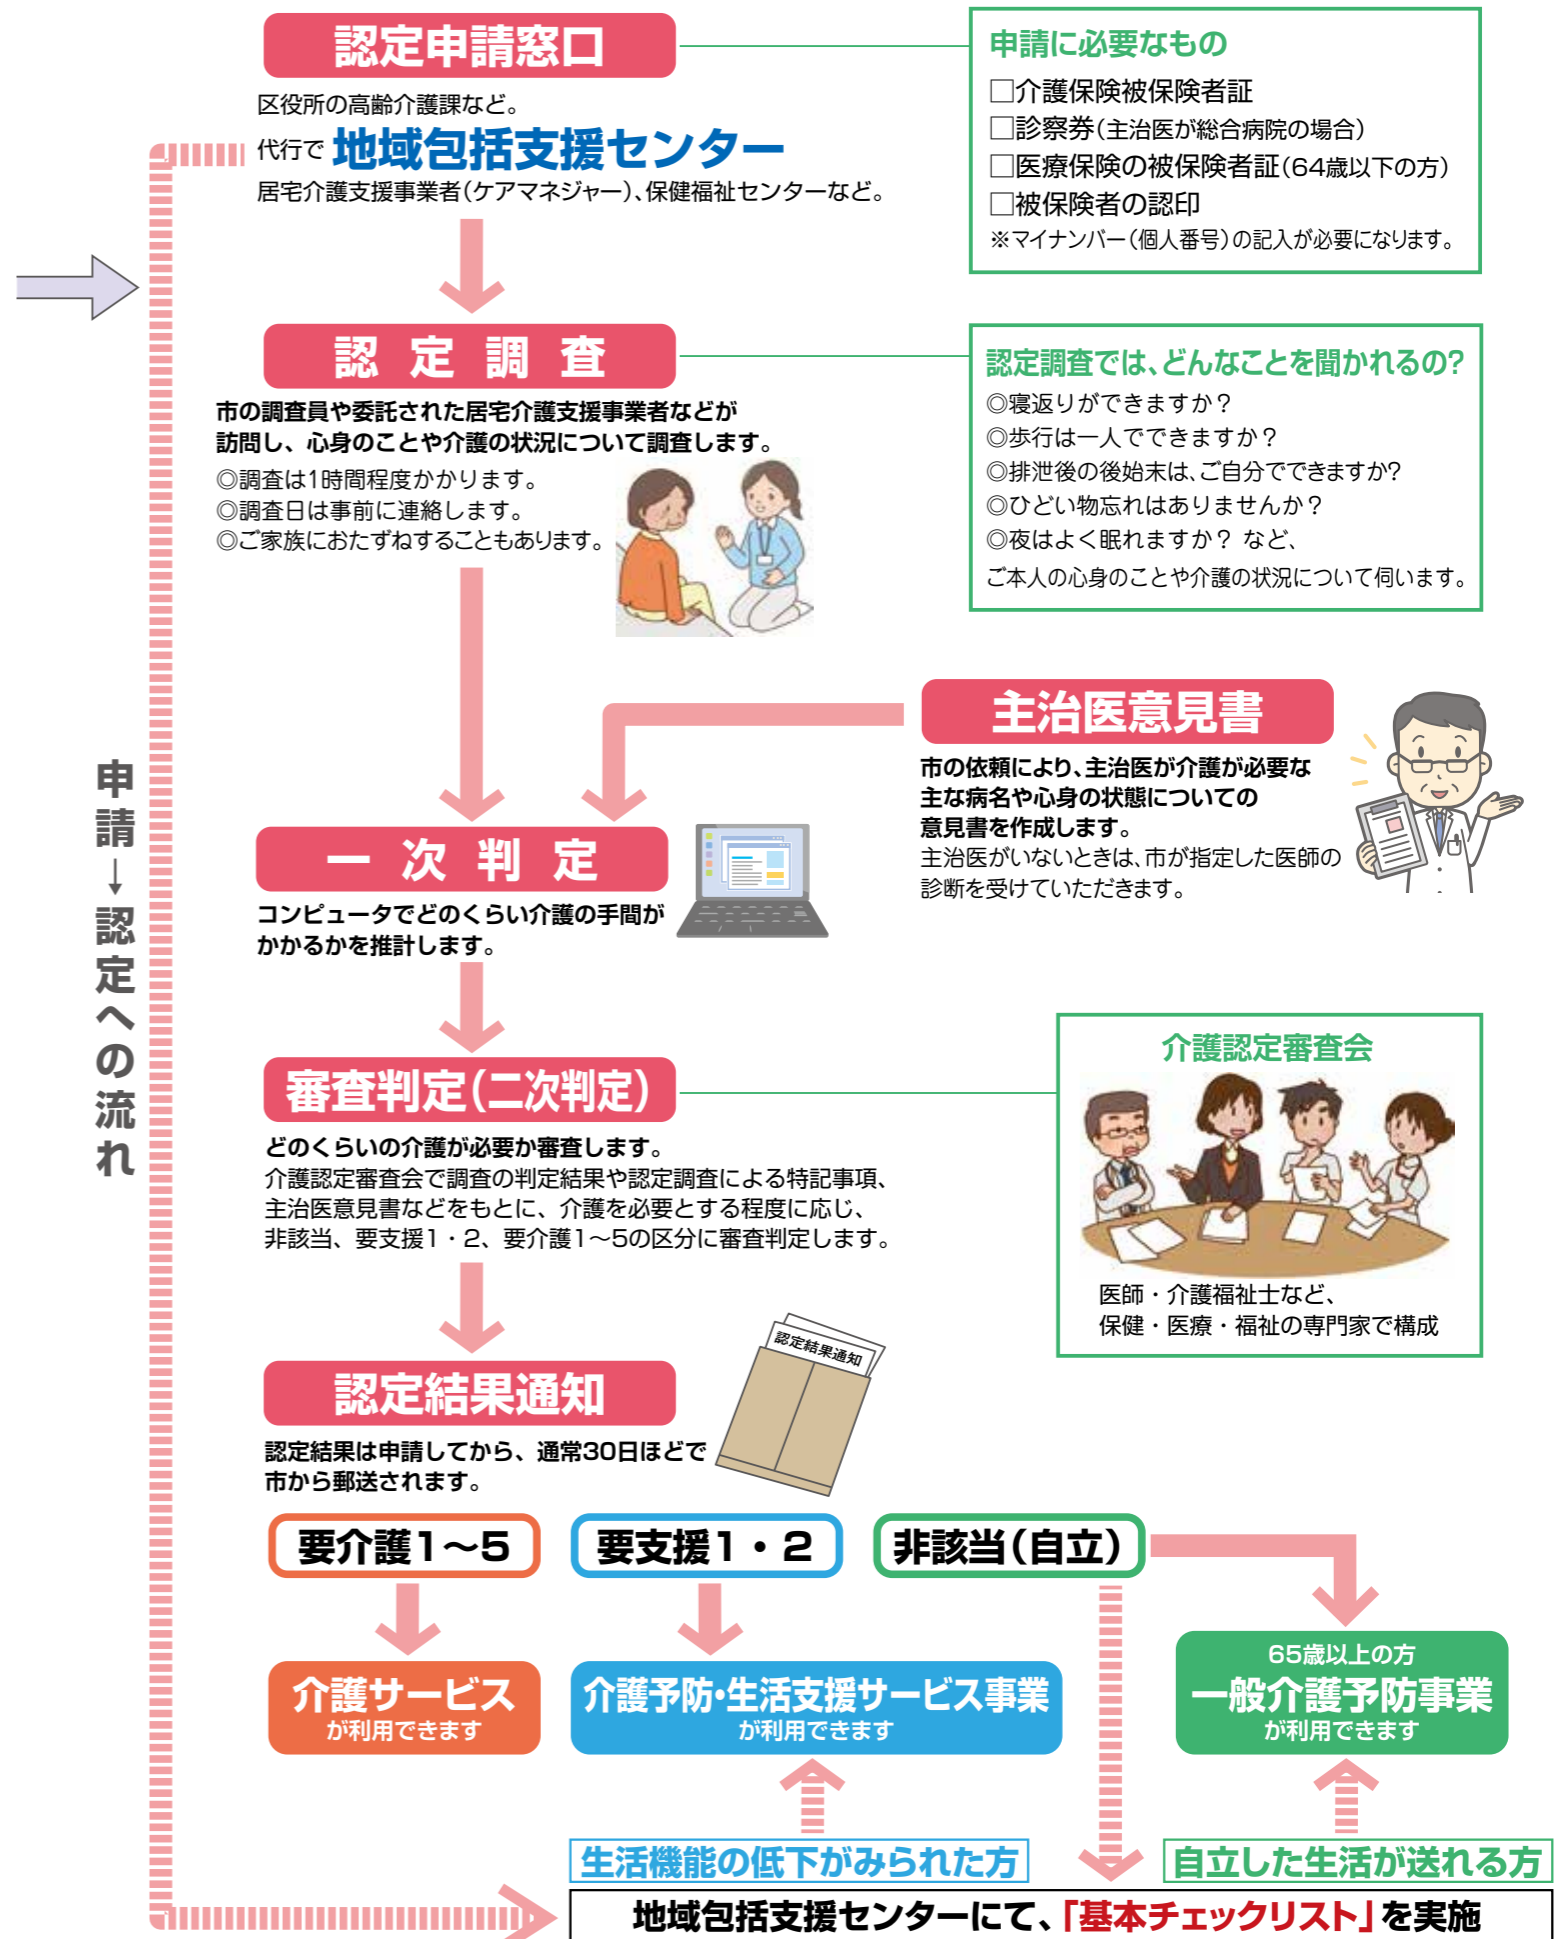 認定申請窓口
区役所の高齢介護課など。
代行で 地域包括支援センター
居宅介護支援事業者（ケアマネジャー）、保健福祉センターなど。
申請に必要なもの
□介護保険被保険者証
□診察券（主治医が総合病院の場合）
□医療保険の被保険者証（64歳以下の方）
□被保険者の認印
※マイナンバー（個人番号）の記入が必要になります。
認定調査
市の調査員や委託された居宅介護支援事業者などが
訪問し、心身のことや介護の状況について調査します。
◎調査は1時間程度かかります。
◎調査日は事前に連絡します。
◎ご家族におたずねすることもあります。
認定調査では、どんなことを聞かれるの？
◎寝返りができますか？
◎歩行は一人でできますか？
◎排泄後の後始末は、ご自分でできますか？
◎ひどい物忘れはありませんか？
◎夜はよく眠れますか？ など、
ご本人の心身のことや介護の状況について伺います。
申請→認定への流れ
主治医意見書
市の依頼により、主治医が介護が必要な
主な病名や心身の状態についての
意見書を作成します。
主治医がいないときは、市が指定した医師の
診断を受けていただきます。
一次判定
コンピュータでどのくらい介護の手間が
かかるかを推計します。
審査判定（二次判定）
どのくらいの介護が必要か審査します。
介護認定審査会で調査の判定結果や認定調査による特記事項、
主治医意見書などをもとに、介護を必要とする程度に応じ、
非該当、要支援1・2、要介護1〜5の区分に審査判定します。
介護認定審査会
医師・介護福祉士など、
保健・医療・福祉の専門家で構成
認定結果通知
認定結果通知
認定結果は申請してから、通常30日ほどで
市から郵送されます。
要介護1〜5
要支援1・2
非該当（自立）
介護サービス
が利用できます
介護予防・生活支援サービス事業
が利用できます
65歳以上の方
一般介護予防事業
が利用できます
生活機能の低下がみられた方
自立した生活が送れる方
地域包括支援センターにて、「基本チェックリスト」を実施